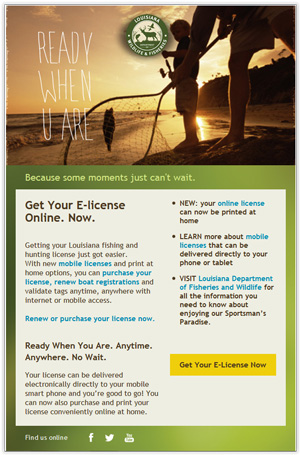 READY
WHEN
U ARE
LOUISIANA
WILDLIFE & FISHERIES
Because some moments just can't wait.
Get Your E-license
Online. Now.
Getting your Louisiana fishing and
hunting license just got easier.
With new mobile licenses and print at
home options, you can purchase your
license, renew boat registrations and
validate tags anytime, anywhere with
internet or mobile access.
Renew or purchase your license now.
Ready When You Are. Anytime.
Anywhere. No Wait.
Your license can be delivered
electronically directly to your mobile
smart phone and you're good to go! You
can now also purchase and print your
license conveniently online at home.
• NEW: your online license
can now be printed at
home
• LEARN more about mobile
licenses that can be
delivered directly to your
phone or tablet
• VISIT Louisiana Department
of Fisheries and Wildlife for
all the information you
need to know about
enjoying our Sportsman's
Paradise.
Get Your E-License Now
Find us online
f
You
Tube